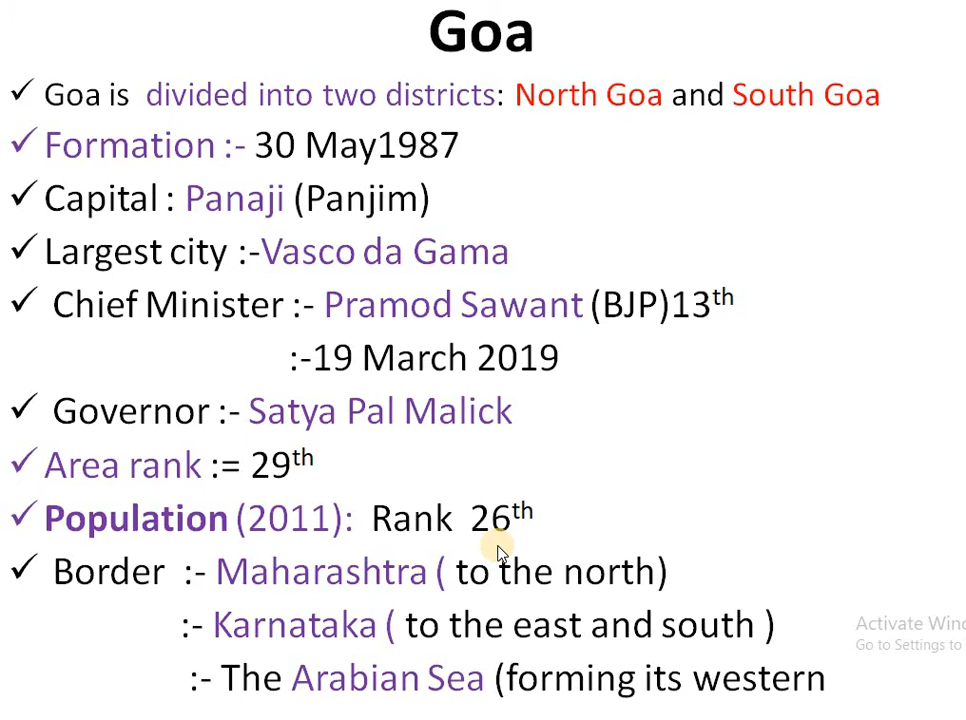 Goa
✓ Goa is divided into two districts: North Goa and South Goa
✓ Formation :- 30 May1987
✓ Capital : Panaji (Panjim)
✓ Largest city :-Vasco da Gama
✓ Chief Minister :- Pramod Sawant (BJP)13th
:-19 March 2019
✓ Governor :- Satya Pal Malick
✓ Area rank := 29th
✓ Population (2011): Rank 26th
✓ Border :- Maharashtra ( to the north)
:- Karnataka ( to the east and south )
Activate Wind
Go to Settings to
:- The Arabian Sea (forming its western